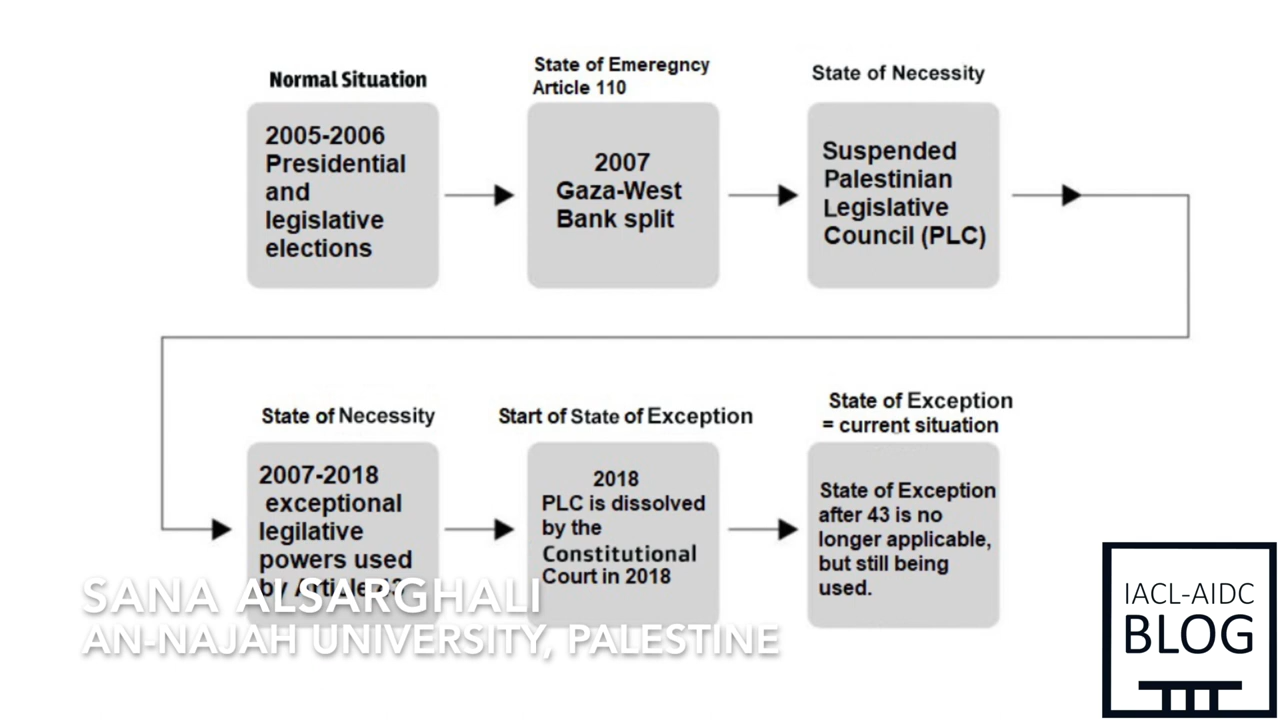 Normal Situation
2005-2006
Presidential
and
legislative
elections
State of Emeregncy
Article 110
2007
Gaza-West
Bank split
State of Necessity
Suspended
Palestinian
Legislative
Council (PLC)
State of Necessity
2007-2018
exceptional
legilative
powers used
by Article 43
Start of State of Exception
2018
PLC is dissolved
by the
Constitutional
Court in 2018
State of Exception
= current situation
State of Exception
after 43 is no
longer applicable,
but still being
used.
SANA ALSARGHALI
AN-NAJAH UNIVERSITY, PALESTINE
IACL-AIDC
BLOG